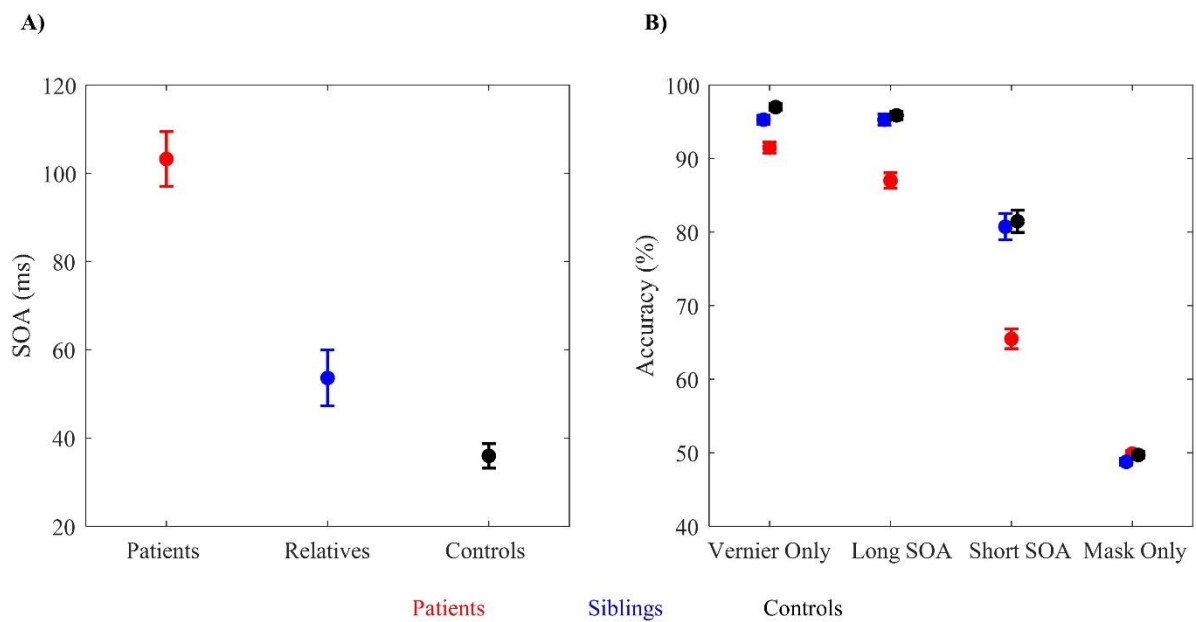 A)
120
100
80
60
40
20
SOA (ms)
Patients Relatives Controls
B)
100
90
80
70
60
50
40
Accuracy (%)
Vernier Only Long SOA Short SOA Mask Only
Patients Siblings Controls